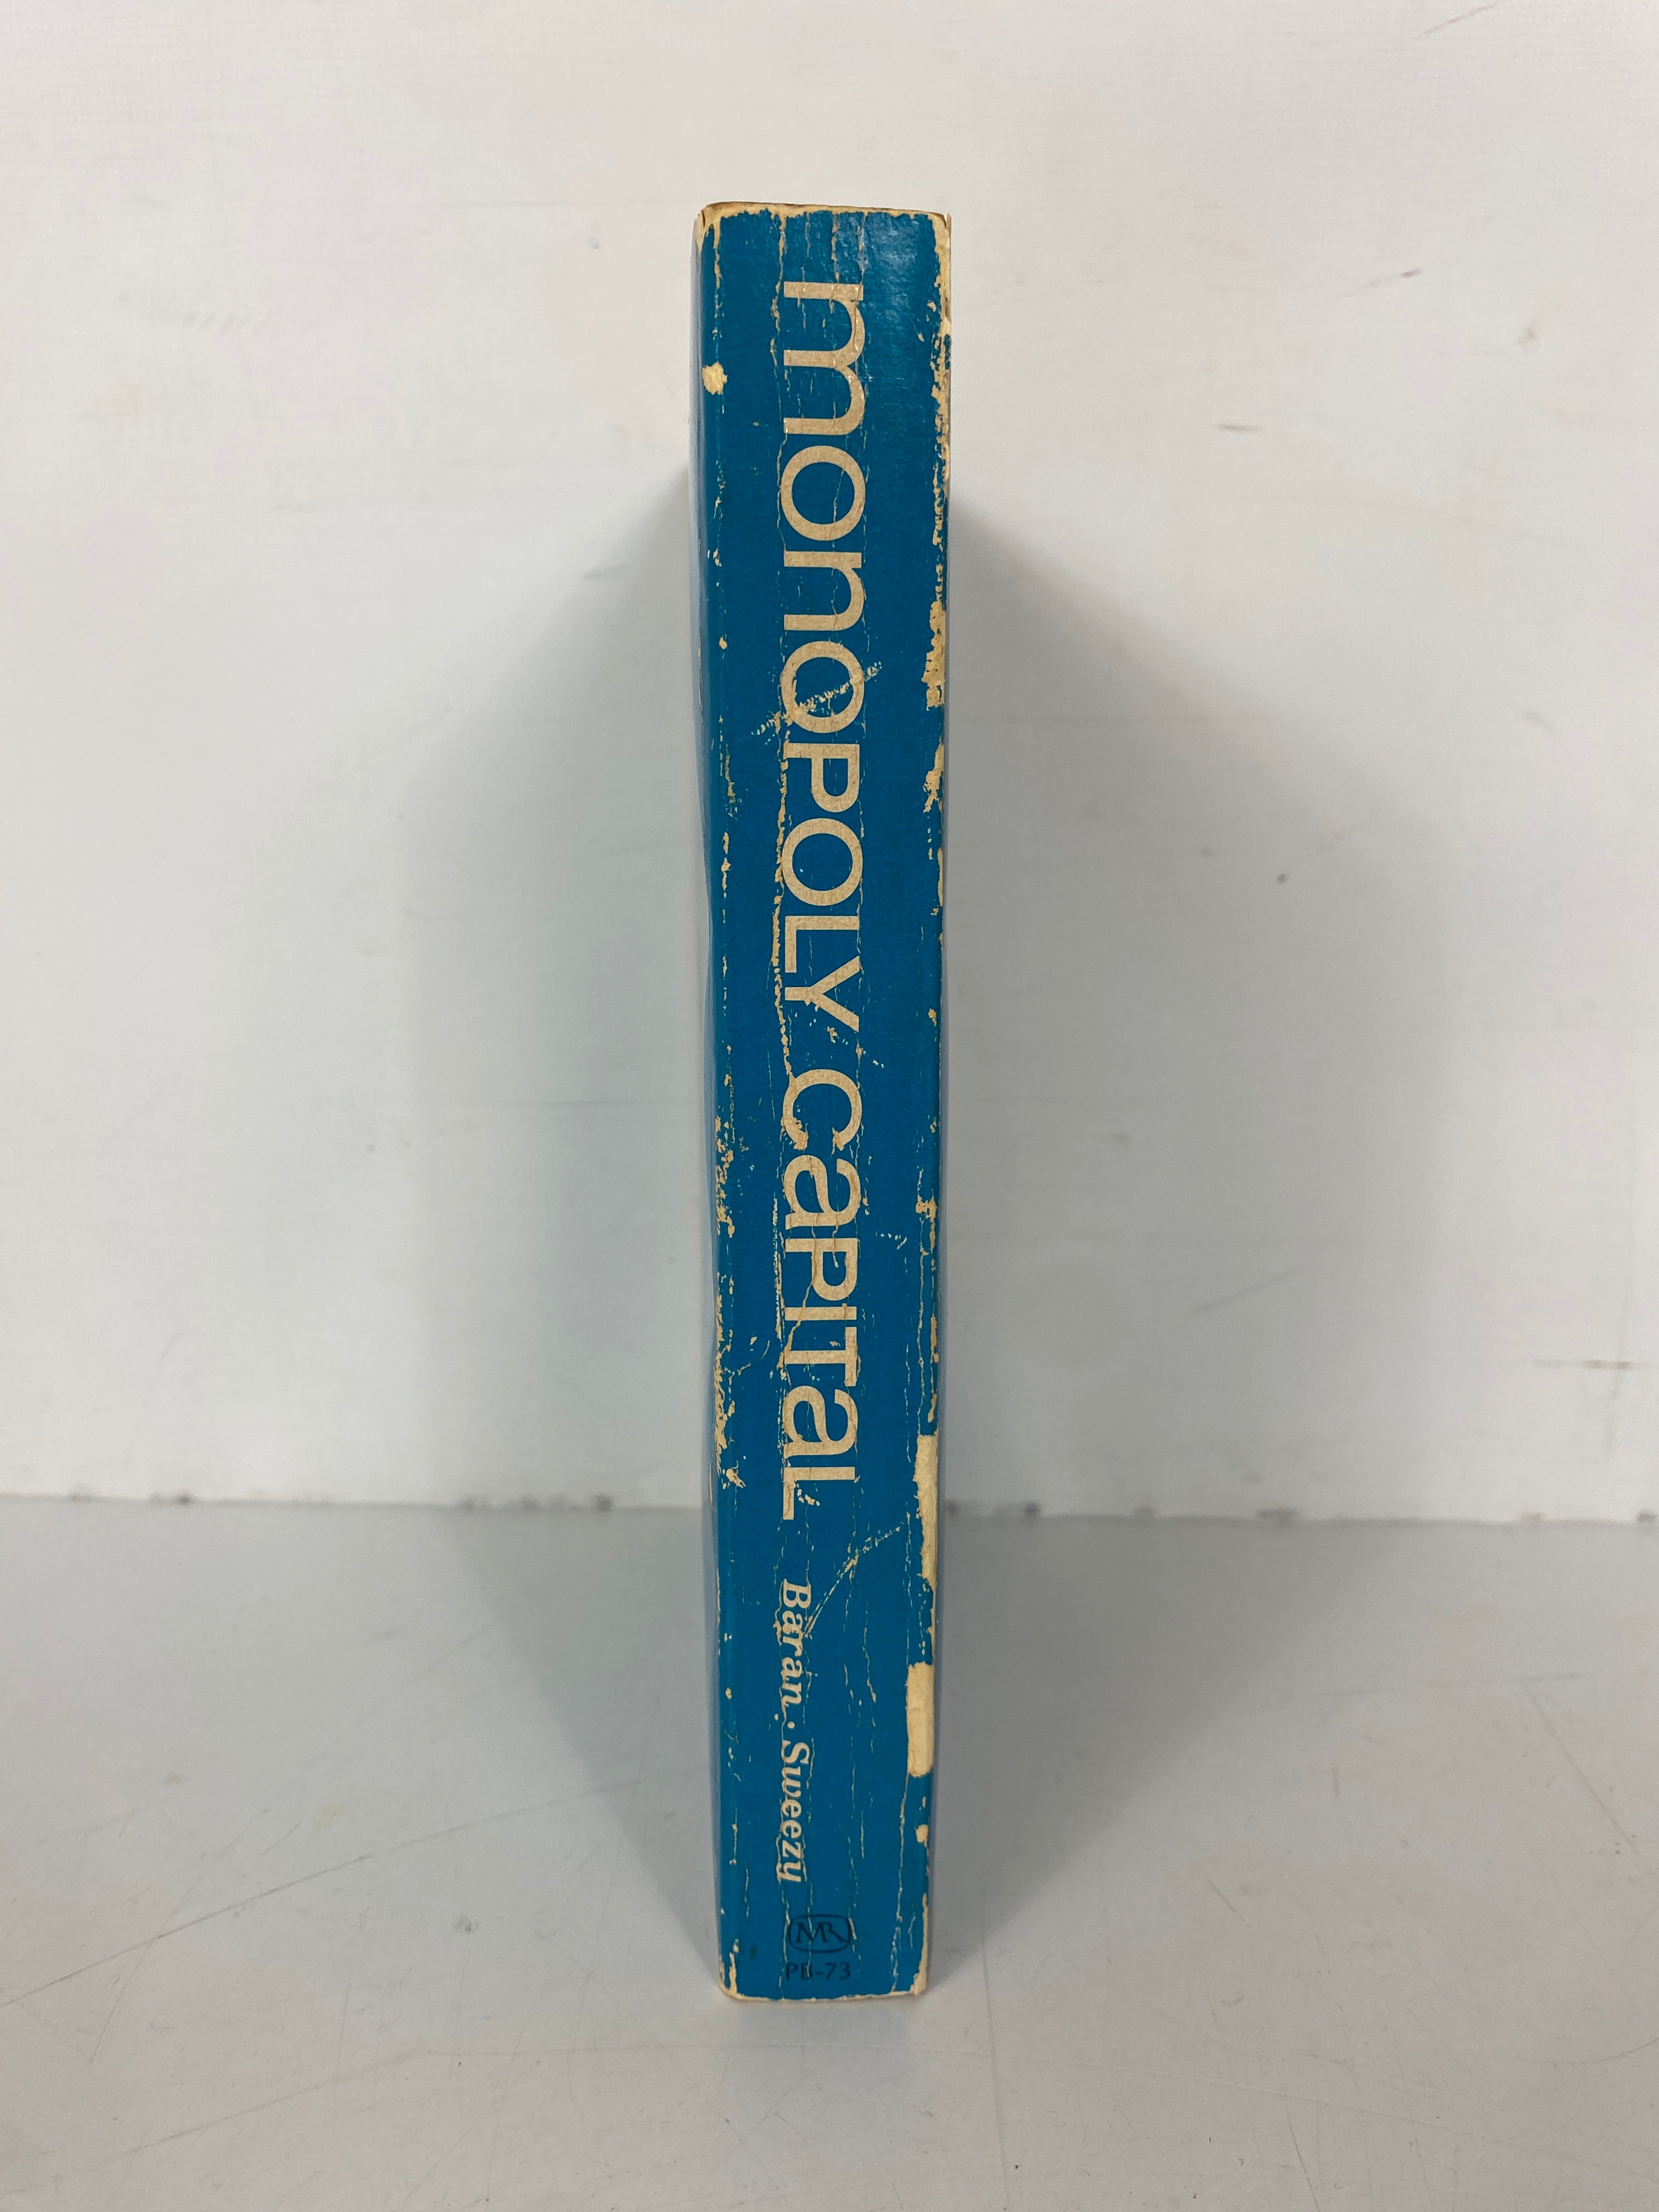 monoPOLY CaPITaL
Baran · Sweezy
MR
PB-73